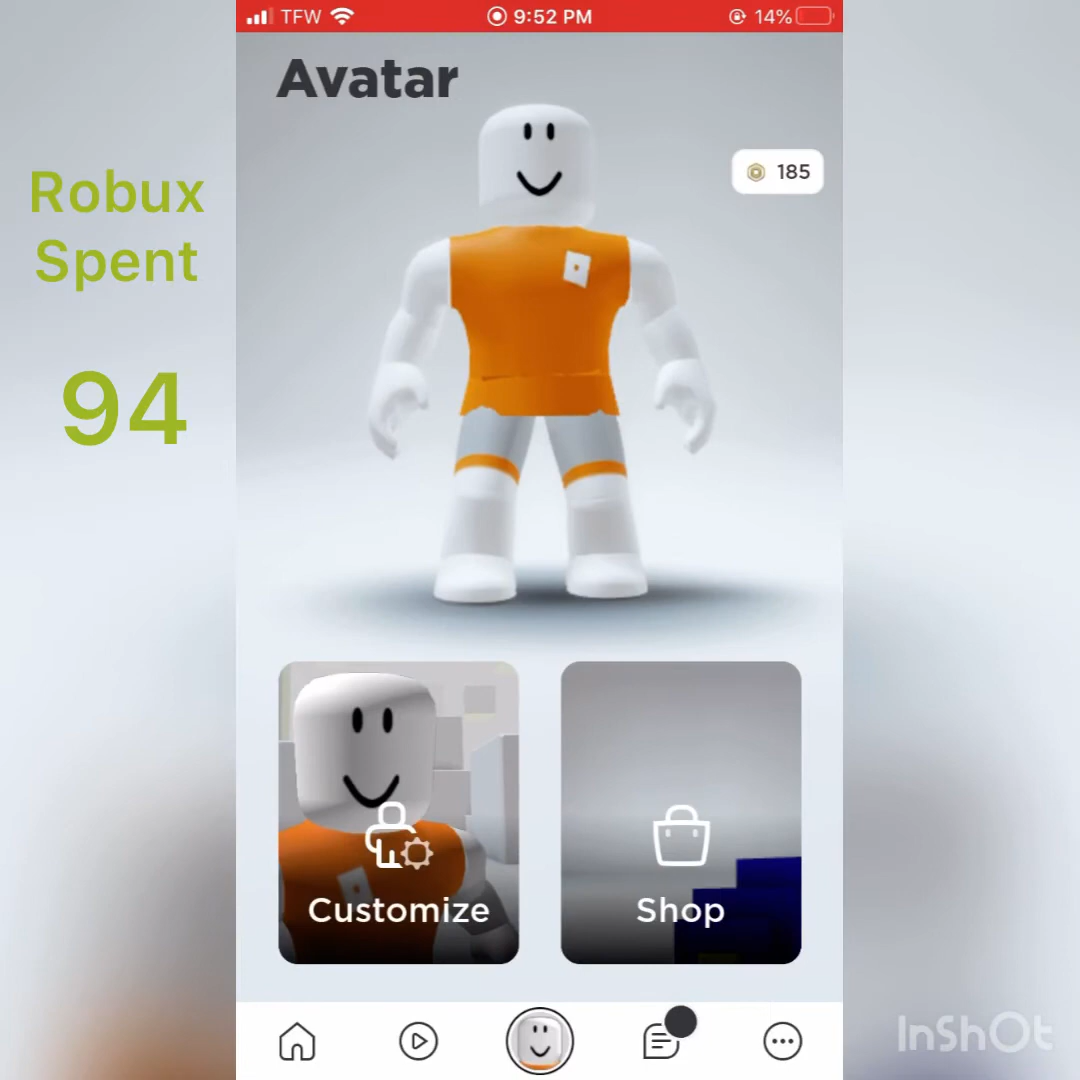 TFW 9:52 PM 14%
Avatar
185
Robux
Spent
94
Customize
Shop
InShOt